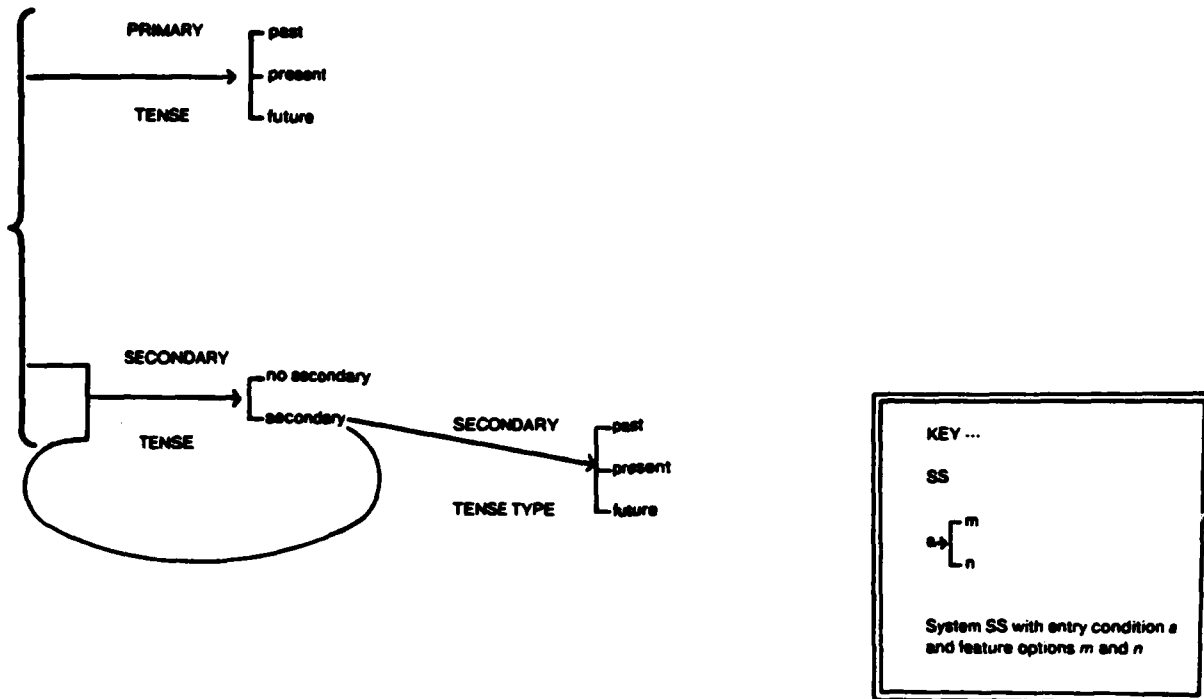 PRIMARY
TENSE
past
present
future
SECONDARY
TENSE
no secondary
secondary
SECONDARY
TENSE TYPE
past
present
future
KEY ...
SS
a
m
n
System SS with entry condition a
and feature options m and n